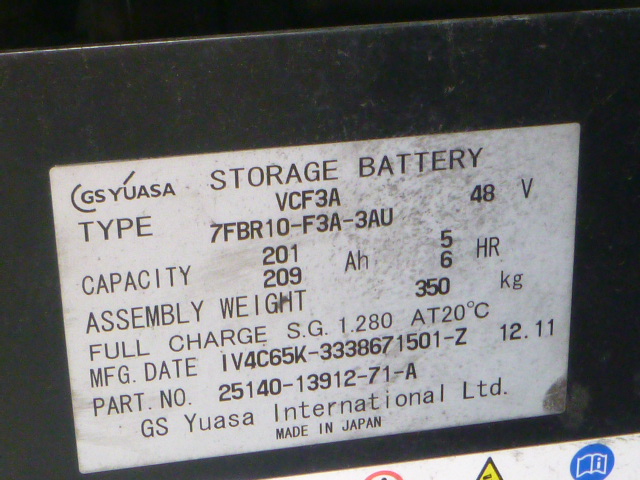 GS YUASA STORAGE BATTERY
VCF3A 48 V
TYPE 7FBR10-F3A-3AU
201 5
CAPACITY Ah HR
209 6
ASSEMBLY WEIGHT 350 kg
FULL CHARGE S.G. 1.280 AT20℃
MFG. DATE IV4C65K-3338671501-Z 12.11
PART. NO. 25140-13912-71-A
GS Yuasa International Ltd.
MADE IN JAPAN